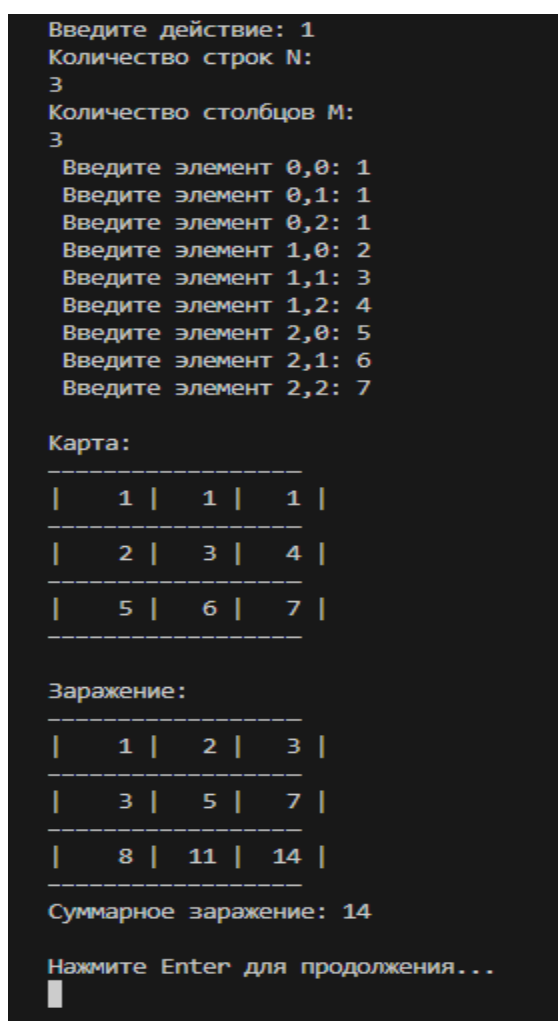 Введите действие: 1
Количество строк N:
3
Количество столбцов M:
3
Введите элемент 0,0: 1
Введите элемент 0,1: 1
Введите элемент 0,2: 1
Введите элемент 1,0: 2
Введите элемент 1,1: 3
Введите элемент 1,2: 4
Введите элемент 2,0: 5
Введите элемент 2,1: 6
Введите элемент 2,2: 7
Карта:
------------------
|    1 |   1 |   1 |
------------------
|    2 |   3 |   4 |
------------------
|    5 |   6 |   7 |
------------------
Заражение:
------------------
|    1 |   2 |   3 |
------------------
|    3 |   5 |   7 |
------------------
|    8 |  11 |  14 |
------------------
Суммарное заражение: 14
Нажмите Enter для продолжения...